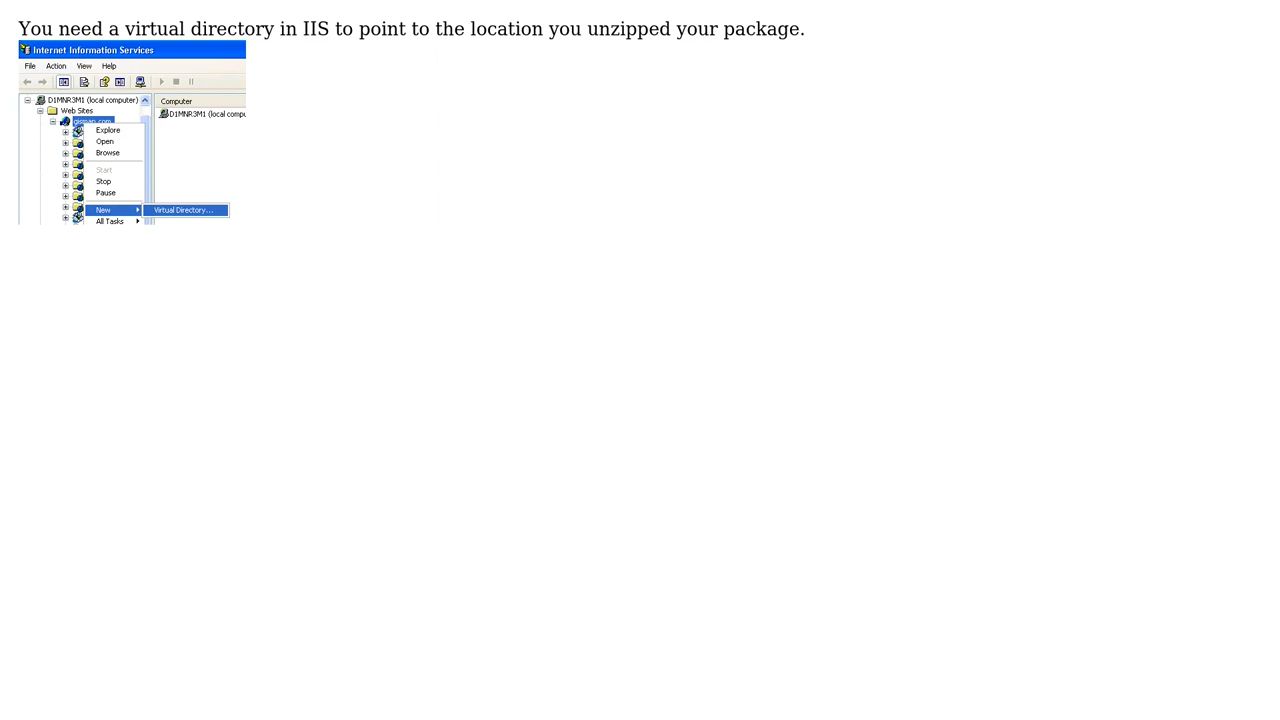 You need a virtual directory in IIS to point to the location you unzipped your package.
Internet Information Services
File Action View Help
D1MNR3M1 (local computer)
Computer
Web Sites
D1MNR3M1 (local compu
gismap.com
Explore
Open
Browse
Start
Stop
Pause
New
Virtual Directory...
All Tasks